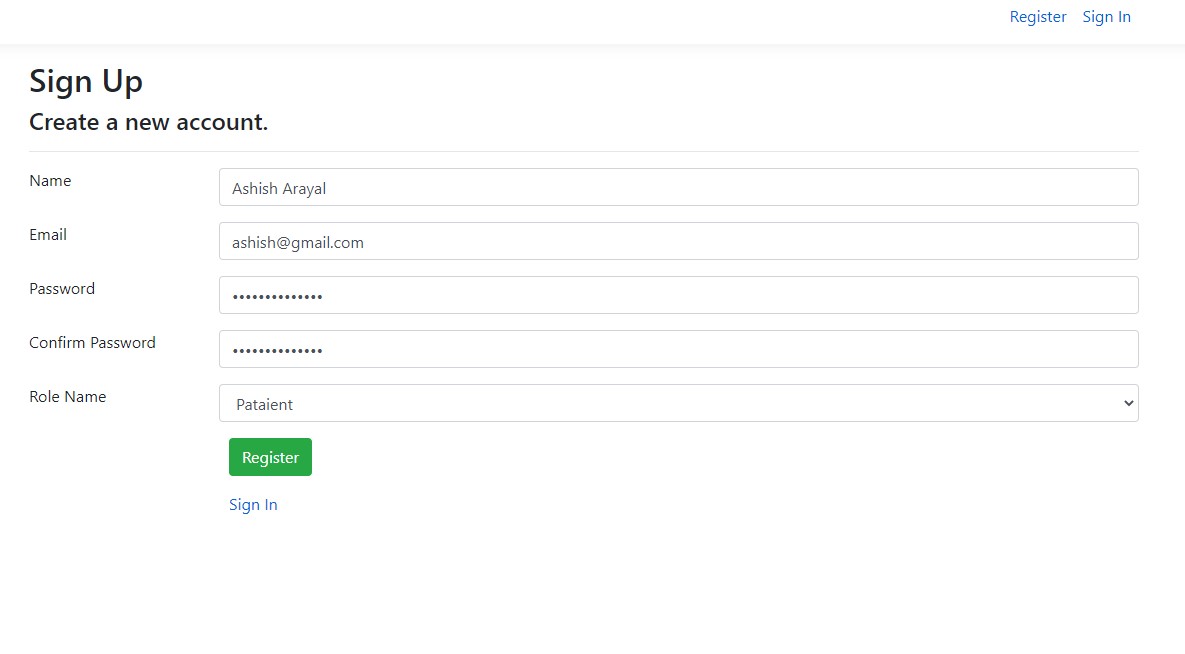 Register Sign In
Sign Up
Create a new account.
Name Ashish Arayal
Email ashish@gmail.com
Password ••••••••••••••
Confirm Password ••••••••••••••
Role Name Pataient
Register
Sign In